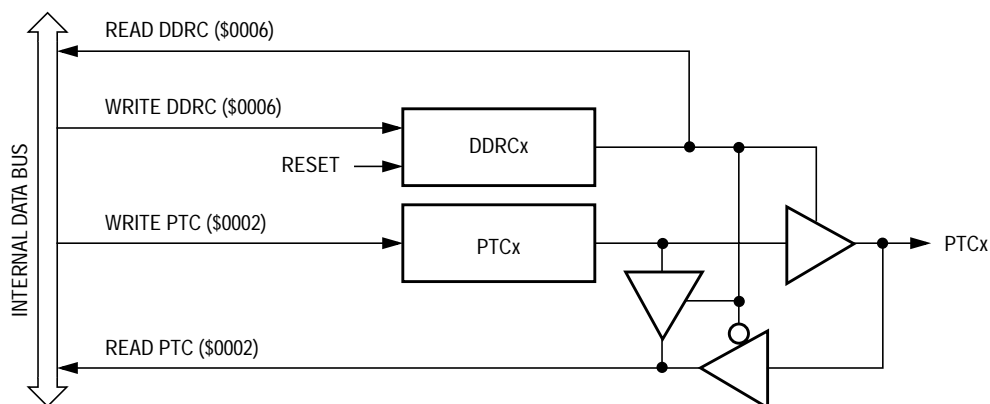 READ DDRC ($0006)
WRITE DDRC ($0006)
DDRCx
RESET
INTERNAL DATA BUS
WRITE PTC ($0002)
PTCx
PTCx
READ PTC ($0002)